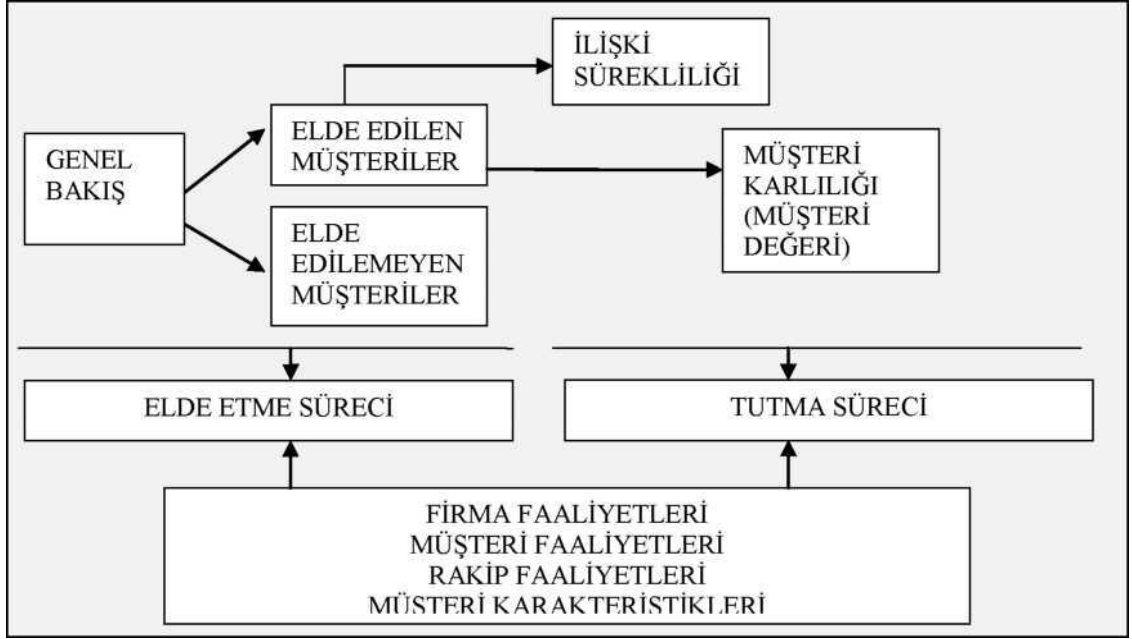 İLİŞKİ
SÜREKLİLİĞİ
ELDE EDİLEN
MÜŞTERİLER
GENEL
BAKIŞ
MÜŞTERİ
KARLILIĞI
(MÜŞTERİ
DEĞERİ)
ELDE
EDİLEMEYEN
MÜŞTERİLER
ELDE ETME SÜRECİ
TUTMA SÜRECİ
FİRMA FAALİYETLERİ
MÜŞTERİ FAALİYETLERİ
RAKİP FAALİYETLERİ
MÜŞTERİ KARAKTERİSTİKLERİ